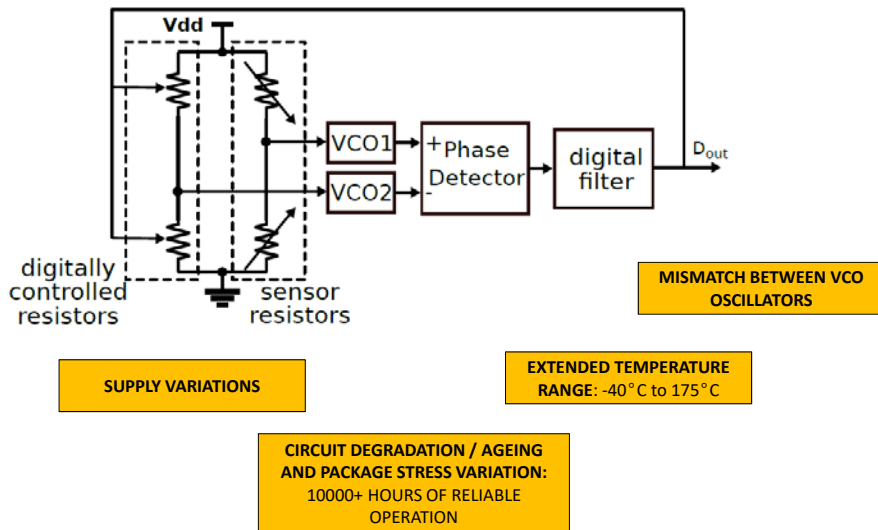 Vdd
VCO1
VCO2
+
-
Phase
Detector
digital
filter
Dout
digitally
controlled
resistors
sensor
resistors
MISMATCH BETWEEN VCO
OSCILLATORS
SUPPLY VARIATIONS
EXTENDED TEMPERATURE
RANGE: -40°C to 175°C
CIRCUIT DEGRADATION / AGEING
AND PACKAGE STRESS VARIATION:
10000+ HOURS OF RELIABLE
OPERATION